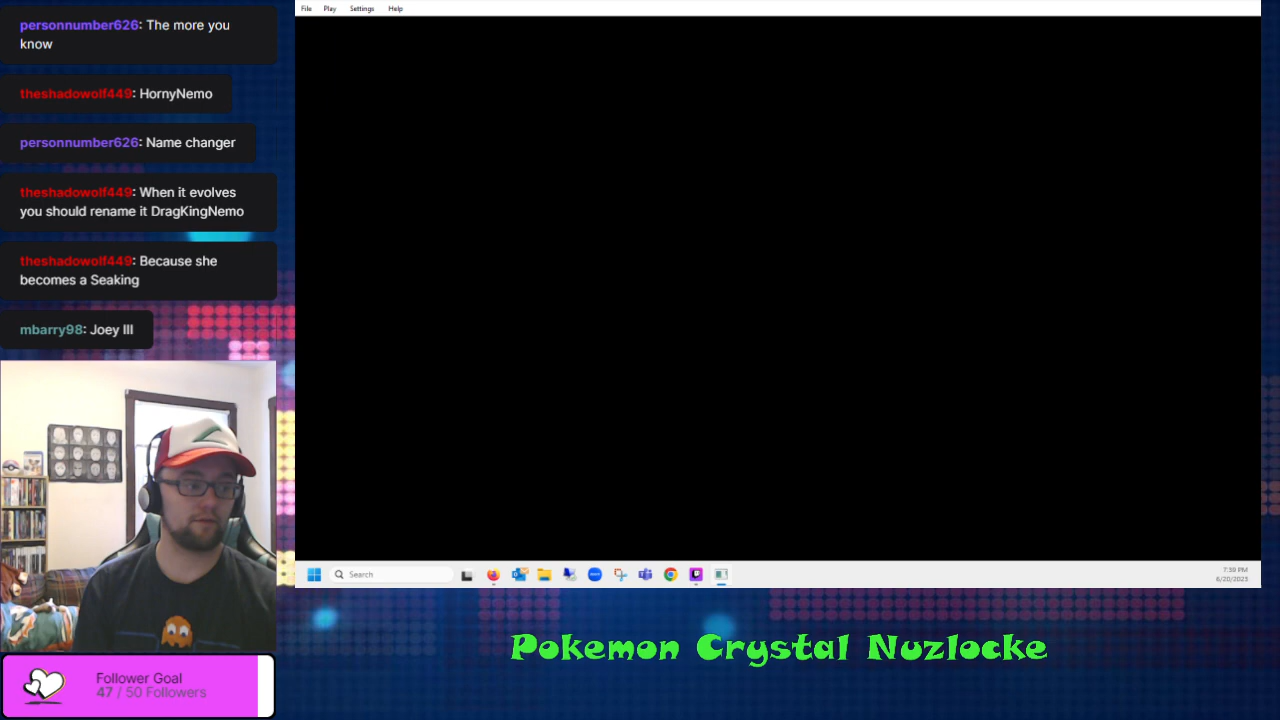 personnumber626: The more you
know
theshadowolf449: HornyNemo
personnumber626: Name changer
theshadowolf449: When it evolves
you should rename it DragKingNemo
theshadowolf449: Because she
becomes a Seaking
mbarry98: Joey III
Follower Goal
47 / 50 Followers
File Play Settings Help
Search
7:39 PM
6/20/2023
Pokemon Crystal Nuzlocke